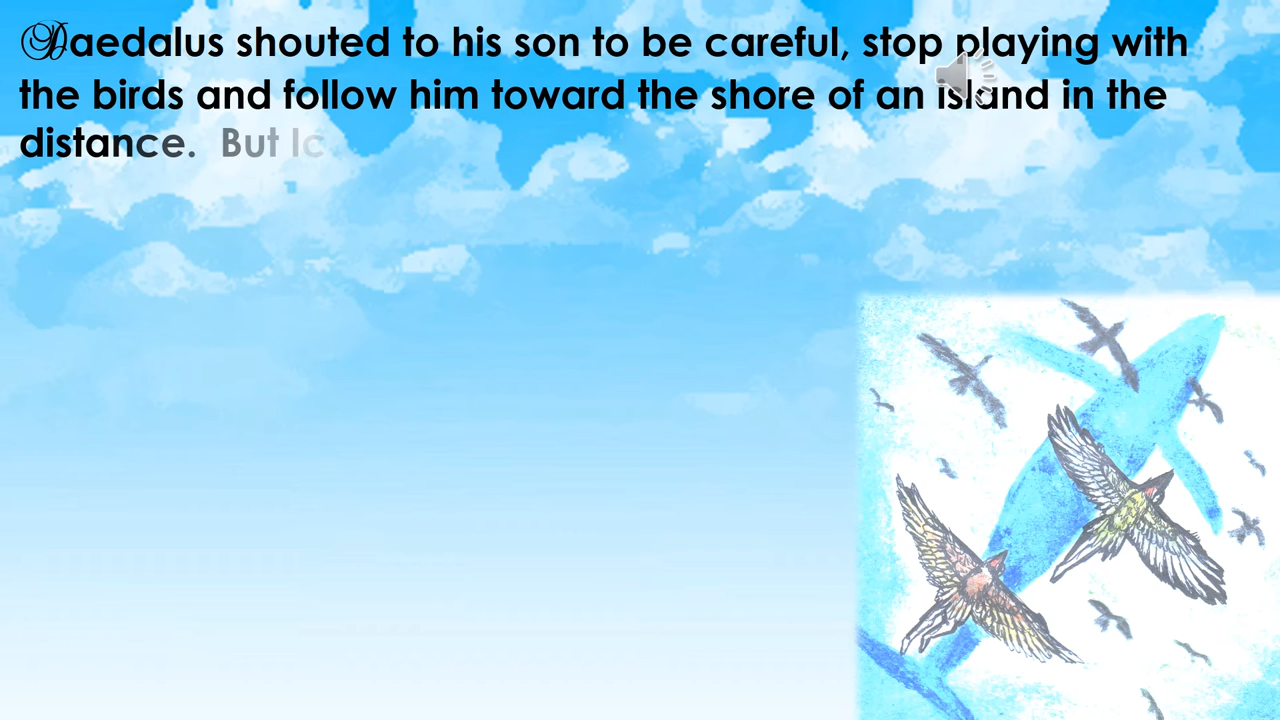 Daedalus shouted to his son to be careful, stop playing with
the birds and follow him toward the shore of an island in the
distance. But Ic